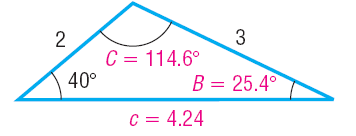 2
3
C = 114.6°
40°
B = 25.4°
c = 4.24